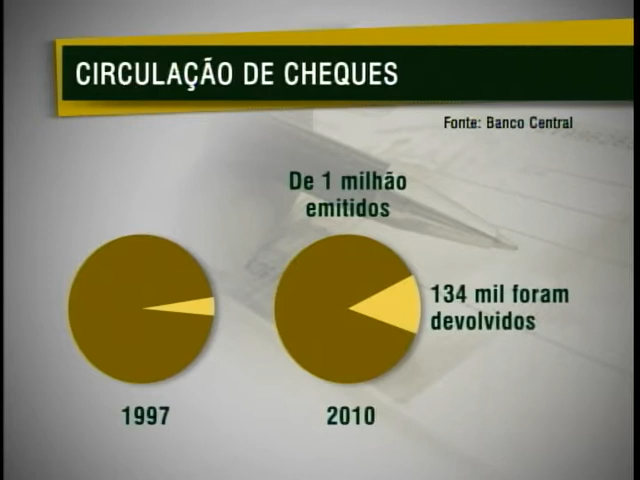 CIRCULAÇÃO DE CHEQUES
Fonte: Banco Central
De 1 milhão
emitidos
134 mil foram
devolvidos
1997
2010